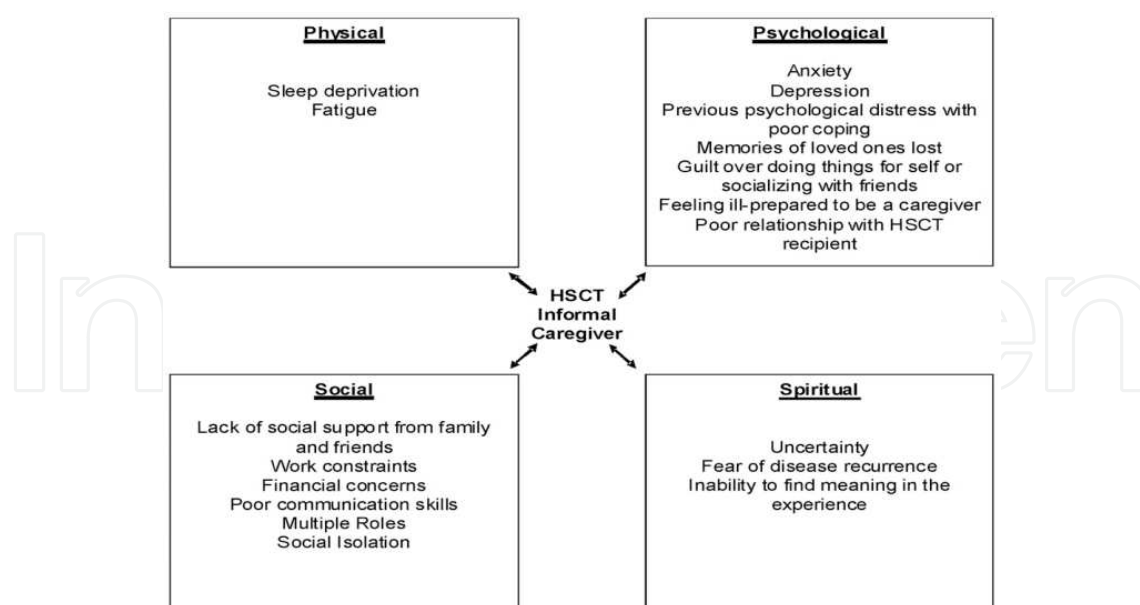 Physical
Sleep deprivation
Fatigue
Psychological
Anxiety
Depression
Previous psychological distress with
poor coping
Memories of loved ones lost
Guilt over doing things for self or
socializing with friends
Feeling ill-prepared to be a caregiver
Poor relationship with HSCT
recipient
HSCT
Informal
Caregiver
Social
Lack of social support from family
and friends
Work constraints
Financial concerns
Poor communication skills
Multiple Roles
Social Isolation
Spiritual
Uncertainty
Fear of disease recurrence
Inability to find meaning in the
experience